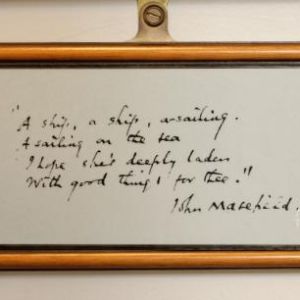 "A ship, a ship, a-sailing.
A sailing on the sea
I hope she's deeply laden
With good things for thee."
John Masefield.